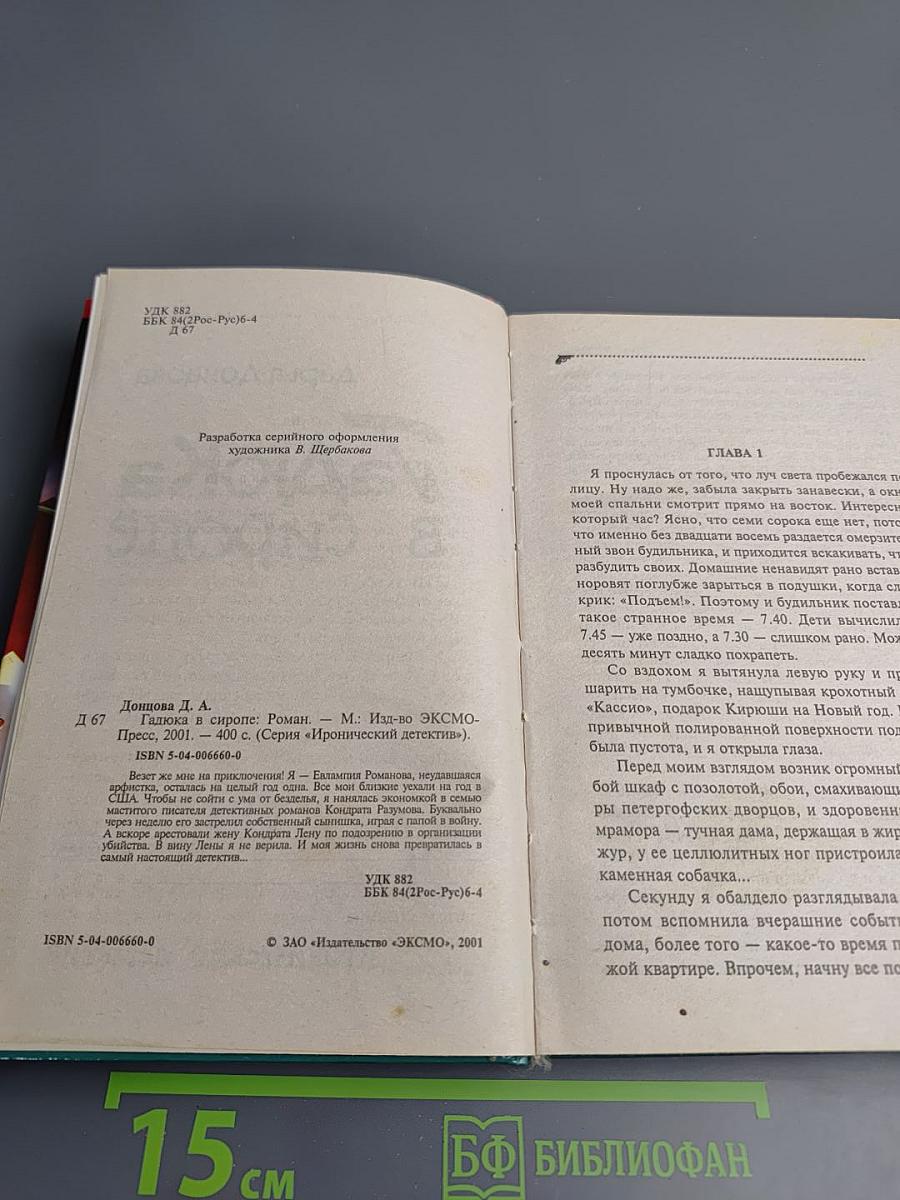 УДК 882
ББК 84(2Рос-Рус)6-4
Д 67
Разработка серийного оформления
художника В. Щербакова
Донцова Д. А.
Д 67 Гадюка в сиропе: Роман. — М.: Изд-во ЭКСМО-
Пресс, 2001. — 400 с. (Серия «Иронический детектив»).
ISBN 5-04-006660-0
Везет же мне на приключения! Я — Евлампия Романова, неудавшаяся
арфистка, осталась на целый год одна. Все мои близкие уехали на год в
США. Чтобы не сойти с ума от безделья, я нанялась экономкой в семью
маститого писателя детективных романов Кондрата Разумова. Буквально
через неделю его застрелил собственный сынишка, играя с папой в войну.
А вскоре арестовали жену Кондрата Лену по подозрению в организации
убийства. В вину Лены я не верила. И моя жизнь снова превратилась в
самый настоящий детектив...
УДК 882
ББК 84(2Рос-Рус)6-4
ISBN 5-04-006660-0 © ЗАО «Издательство «ЭКСМО», 2001
ГЛАВА 1
Я проснулась от того, что луч света пробежался по
лицу. Ну надо же, забыла закрыть занавески, а окн
моей спальни смотрит прямо на восток. Интересн
который час? Ясно, что семи сорока еще нет, пото
что именно без двадцати восемь раздается омерзите
ный звон будильника, и приходится вскакивать, чт
разбудить своих. Домашние ненавидят рано встав
норовят поглубже зарыться в подушки, когда сл
крик: «Подъем!». Поэтому и будильник поставл
такое странное время — 7.40. Дети вычислил
7.45 — уже поздно, а 7.30 — слишком рано. Мож
десять минут сладко похрапеть.
Со вздохом я вытянула левую руку и пр
шарить на тумбочке, нащупывая крохотный
«Кассио», подарок Кирюши на Новый год.
привычной полированной поверхности под
была пустота, и я открыла глаза.
Перед моим взглядом возник огромный
бой шкаф с позолотой, обои, смахивающи
ры петергофских дворцов, и здоровенн
мрамора — тучная дама, держащая в жир
жур, у ее целлюлитных ног пристроила
каменная собачка...
Секунду я обалдело разглядывала
потом вспомнила вчерашние событ
дома, более того — какое-то время п
жой квартире. Впрочем, начну все по
15 см БФ БИБЛИОФАН